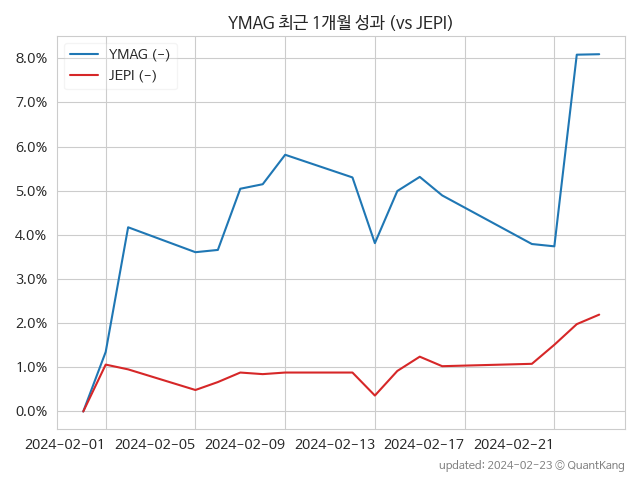 YMAG 최근 1개월 성과 (vs JEPI)
YMAG (-)
JEPI (-)
8.0%
7.0%
6.0%
5.0%
4.0%
3.0%
2.0%
1.0%
0.0%
2024-02-01 2024-02-05 2024-02-09 2024-02-13 2024-02-17 2024-02-21
updated: 2024-02-23 © QuantKang